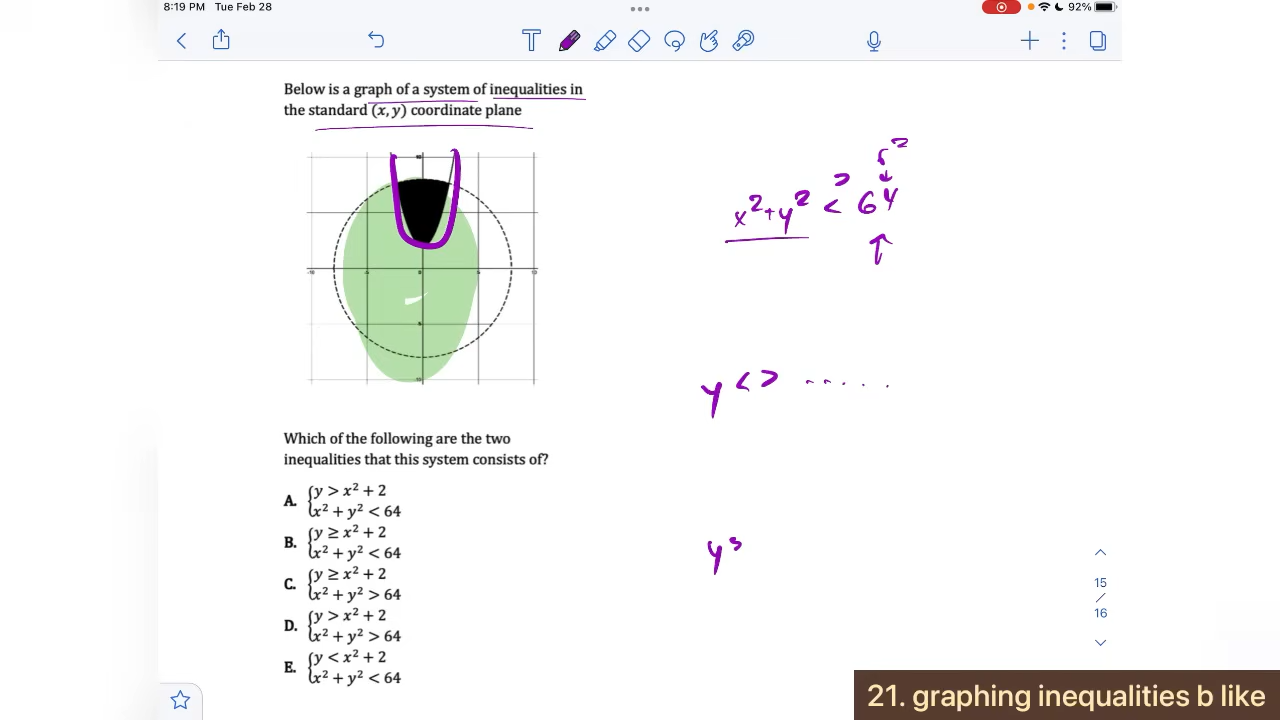 8:19 PM Tue Feb 28
92%
Below is a graph of a system of inequalities in
the standard (x, y) coordinate plane
x² + y² < 64
r²
y < > .....
Which of the following are the two
inequalities that this system consists of?
A. {y > x² + 2
x² + y² < 64
B. {y ≥ x² + 2
x² + y² < 64
C. {y ≥ x² + 2
x² + y² > 64
D. {y > x² + 2
x² + y² > 64
E. {y < x² + 2
x² + y² < 64
15
/
16
21. graphing inequalities b like